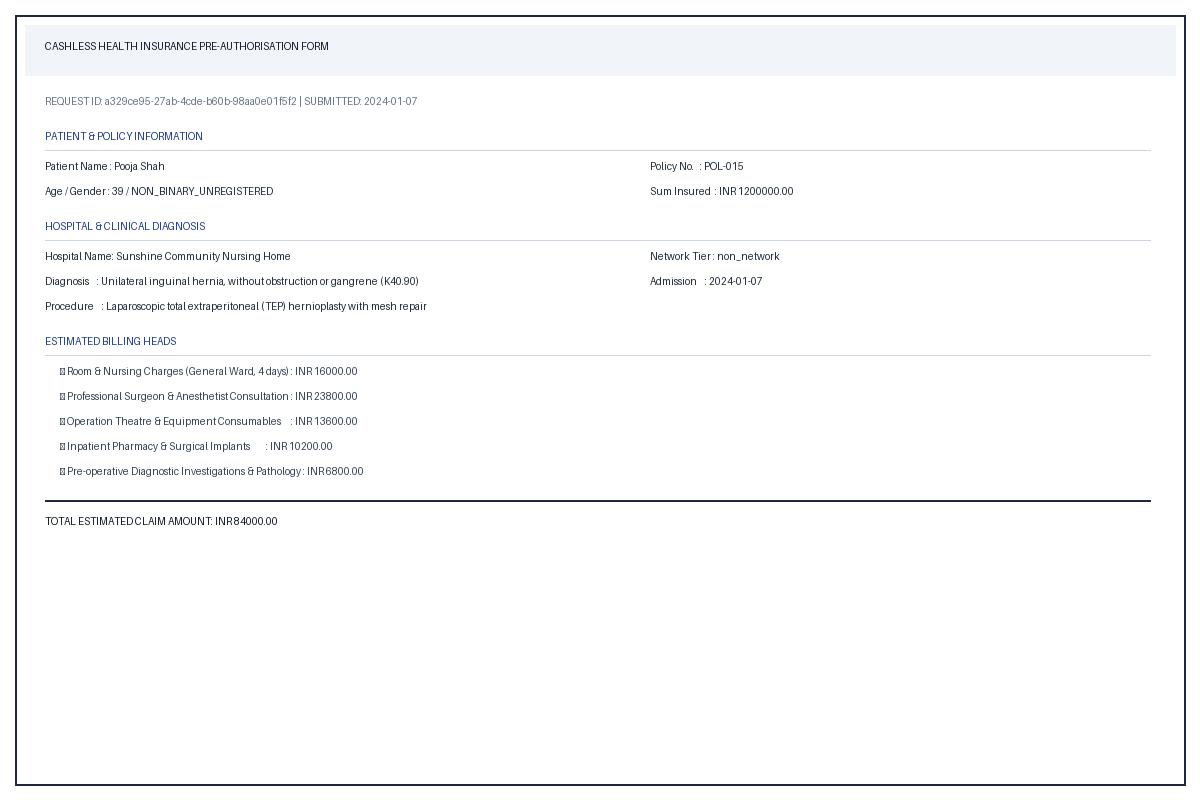 CASHLESS HEALTH INSURANCE PRE-AUTHORISATION FORM
REQUEST ID: a329ce95-27ab-4cde-b60b-98aa0e01f5f2 | SUBMITTED: 2024-01-07
PATIENT & POLICY INFORMATION
Patient Name : Pooja Shah Policy No. : POL-015
Age / Gender : 39 / NON_BINARY_UNREGISTERED Sum Insured : INR 1200000.00
HOSPITAL & CLINICAL DIAGNOSIS
Hospital Name: Sunshine Community Nursing Home Network Tier : non_network
Diagnosis : Unilateral inguinal hernia, without obstruction or gangrene (K40.90) Admission : 2024-01-07
Procedure : Laparoscopic total extraperitoneal (TEP) hernioplasty with mesh repair
ESTIMATED BILLING HEADS
Room & Nursing Charges (General Ward, 4 days) : INR 16000.00
Professional Surgeon & Anesthetist Consultation : INR 23800.00
Operation Theatre & Equipment Consumables : INR 13600.00
Inpatient Pharmacy & Surgical Implants : INR 10200.00
Pre-operative Diagnostic Investigations & Pathology : INR 6800.00
TOTAL ESTIMATED CLAIM AMOUNT: INR 84000.00